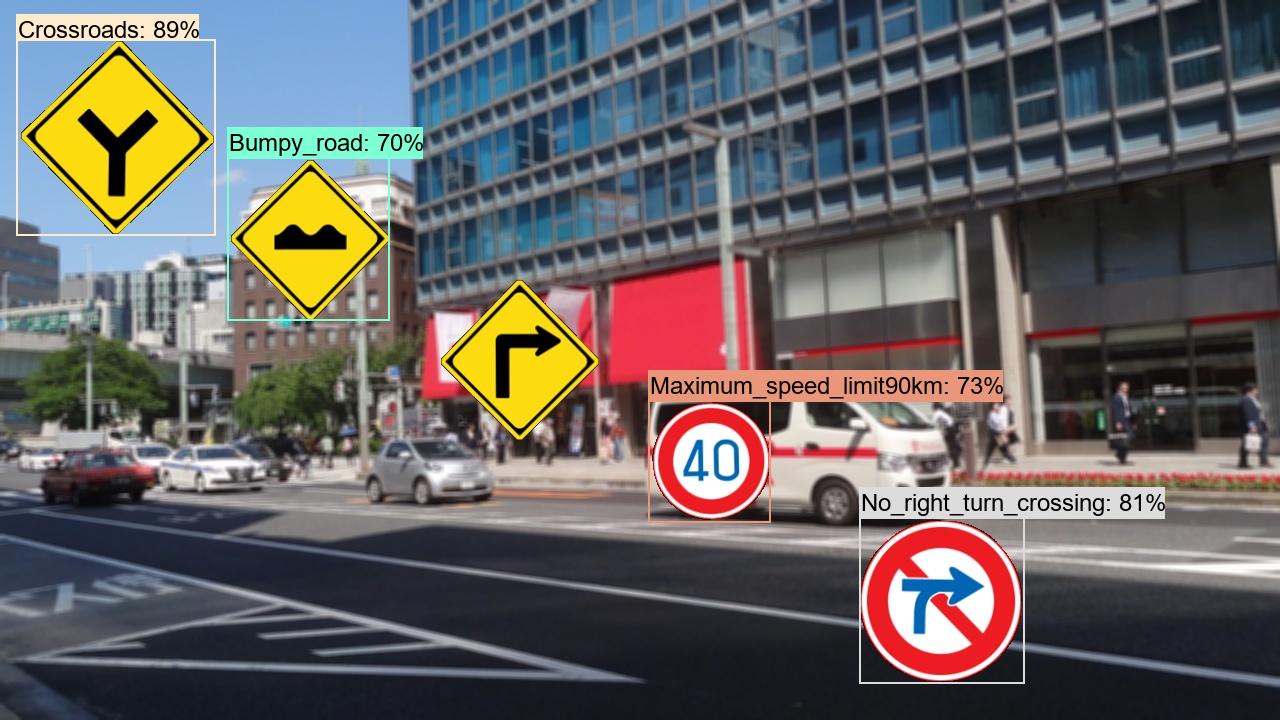 Crossroads: 89%
Bumpy_road: 70%
Maximum_speed_limit90km: 73%
40
No_right_turn_crossing: 81%